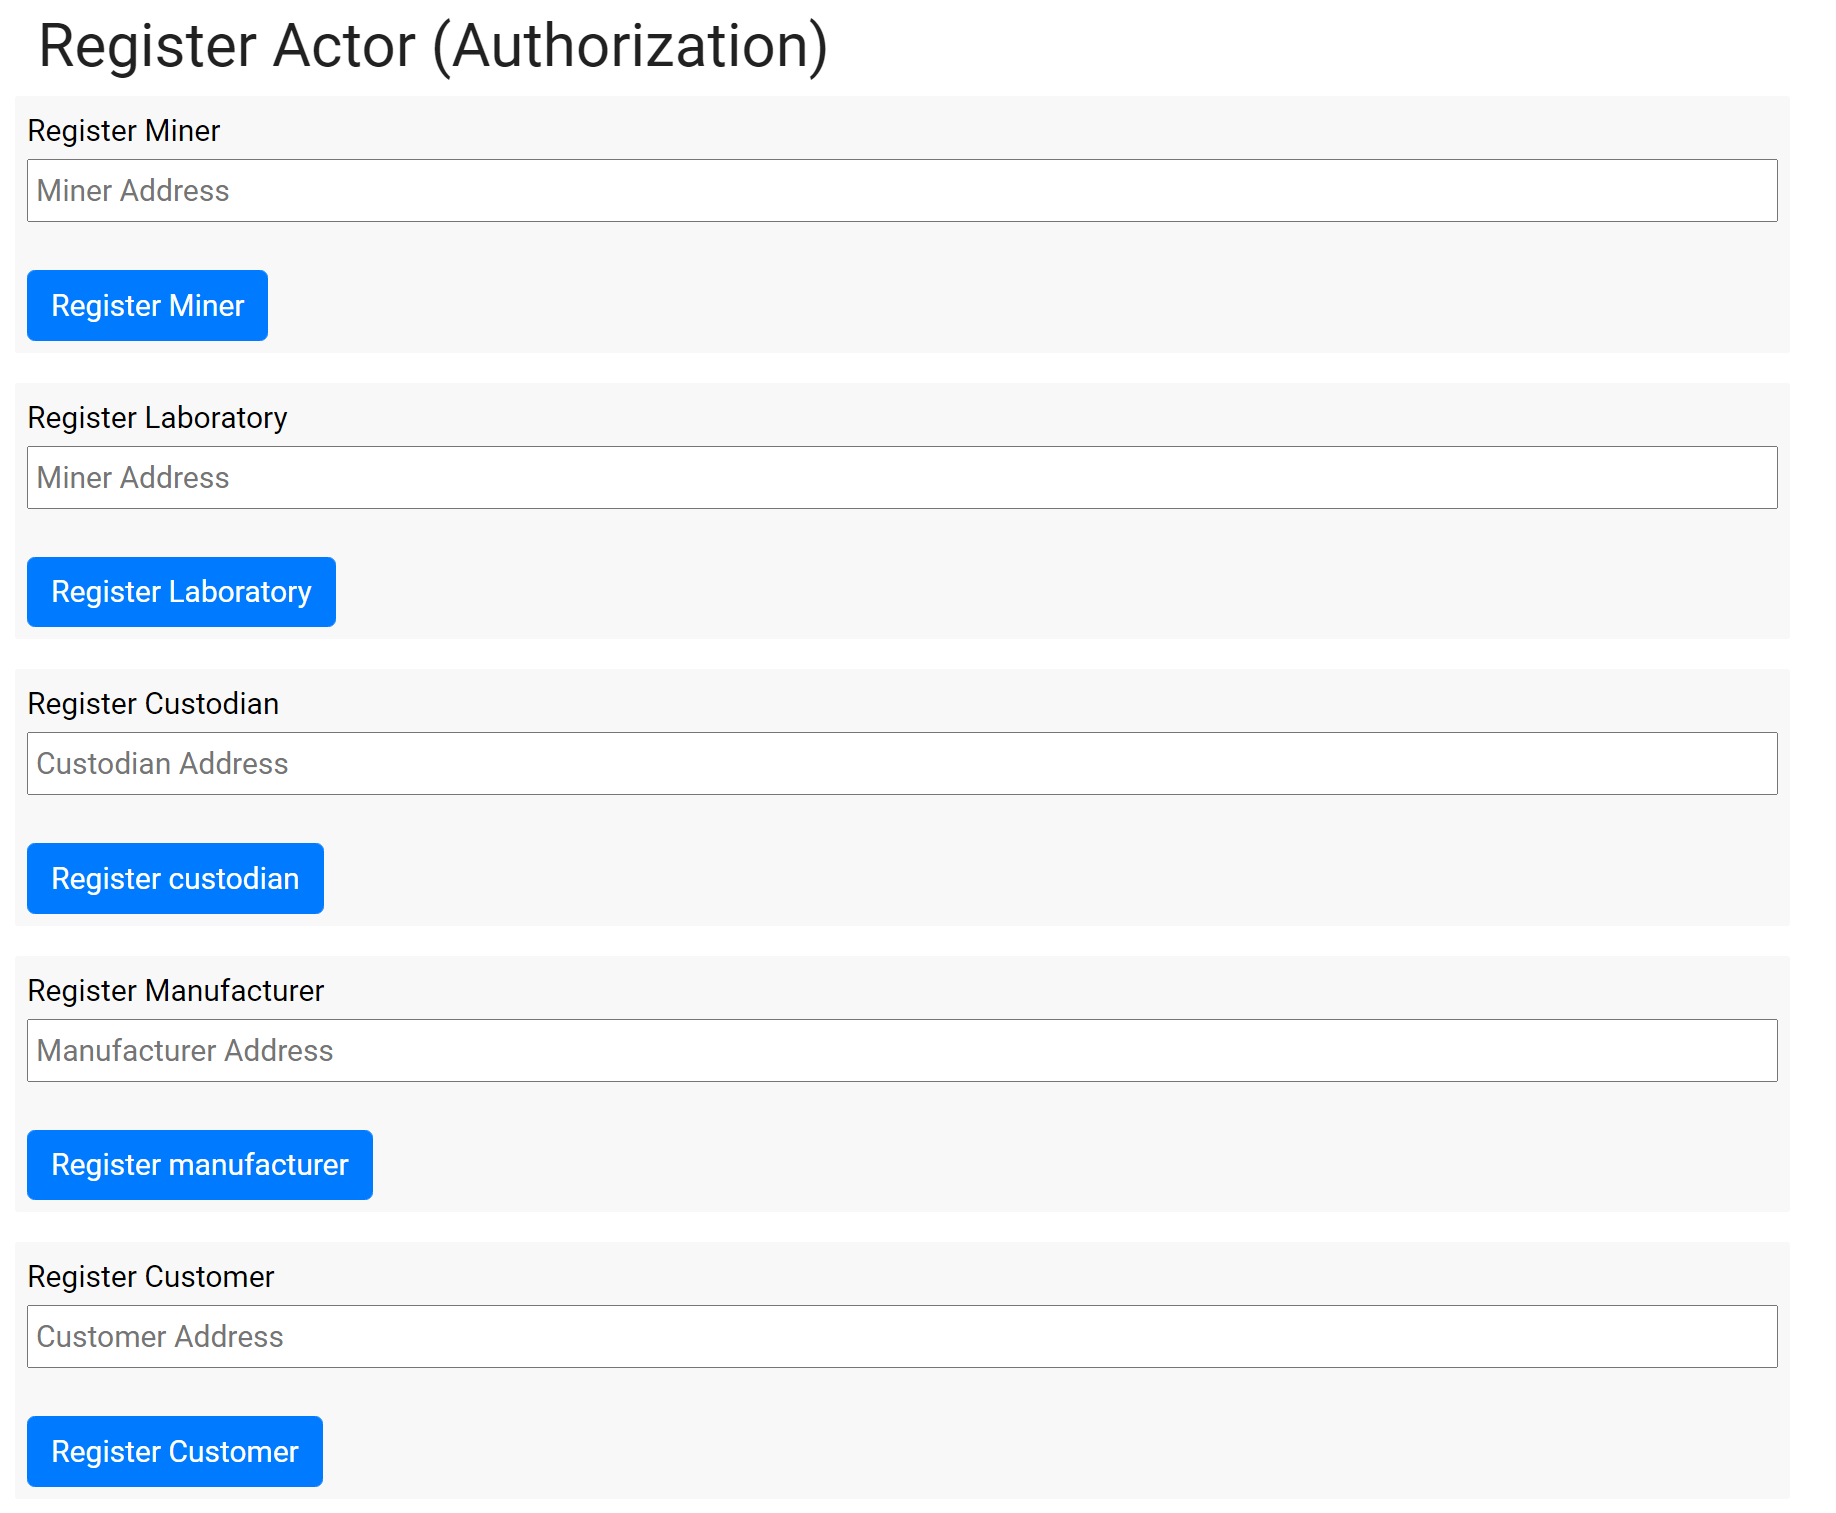 Register Actor (Authorization)
Register Miner
Miner Address
Register Miner
Register Laboratory
Miner Address
Register Laboratory
Register Custodian
Custodian Address
Register custodian
Register Manufacturer
Manufacturer Address
Register manufacturer
Register Customer
Customer Address
Register Customer